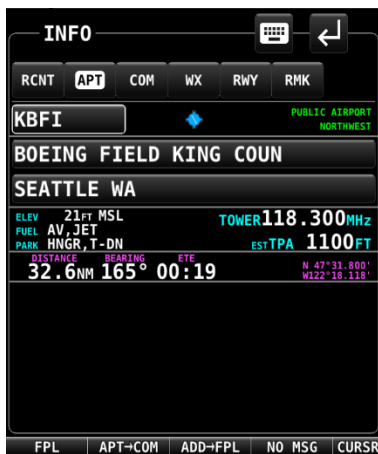 INFO
RCNT APT COM WX RWY RMK
KBFI
PUBLIC AIRPORT
NORTHWEST
BOEING FIELD KING COUN
SEATTLE WA
ELEV 21FT MSL
FUEL AV,JET
PARK HNGR,T-DN
TOWER118.300MHz
ESTTPA 1100FT
DISTANCE BEARING ETE
32.6NM 165° 00:19
N 47°31.800'
W122°18.118'
FPL APT→COM ADD→FPL NO MSG CURSR